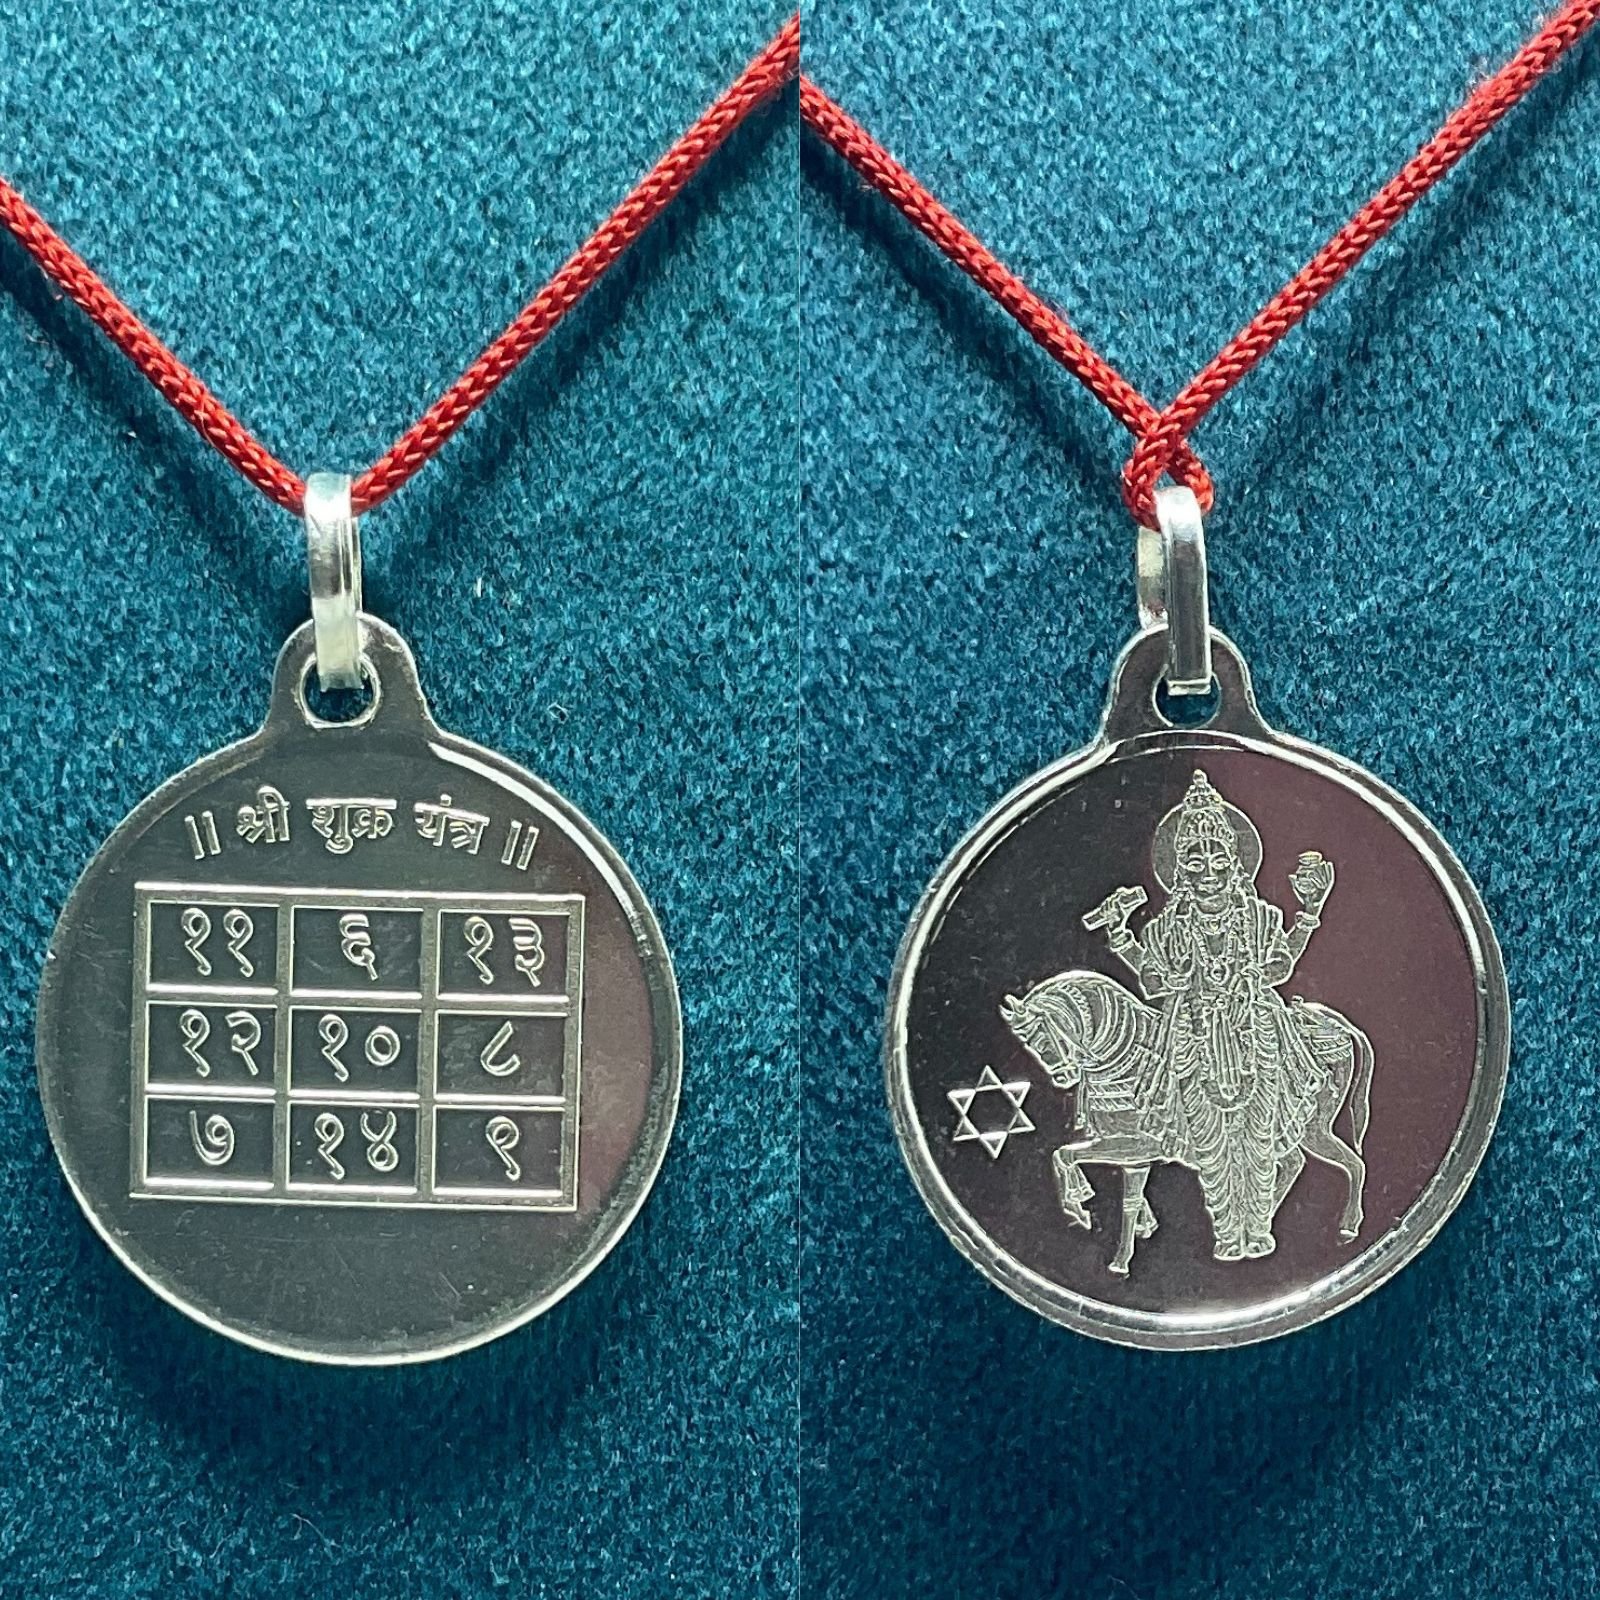 ॥ श्री शुक्र यंत्र ॥
११ ६ १३
१२ १० ८
७ १४ ९